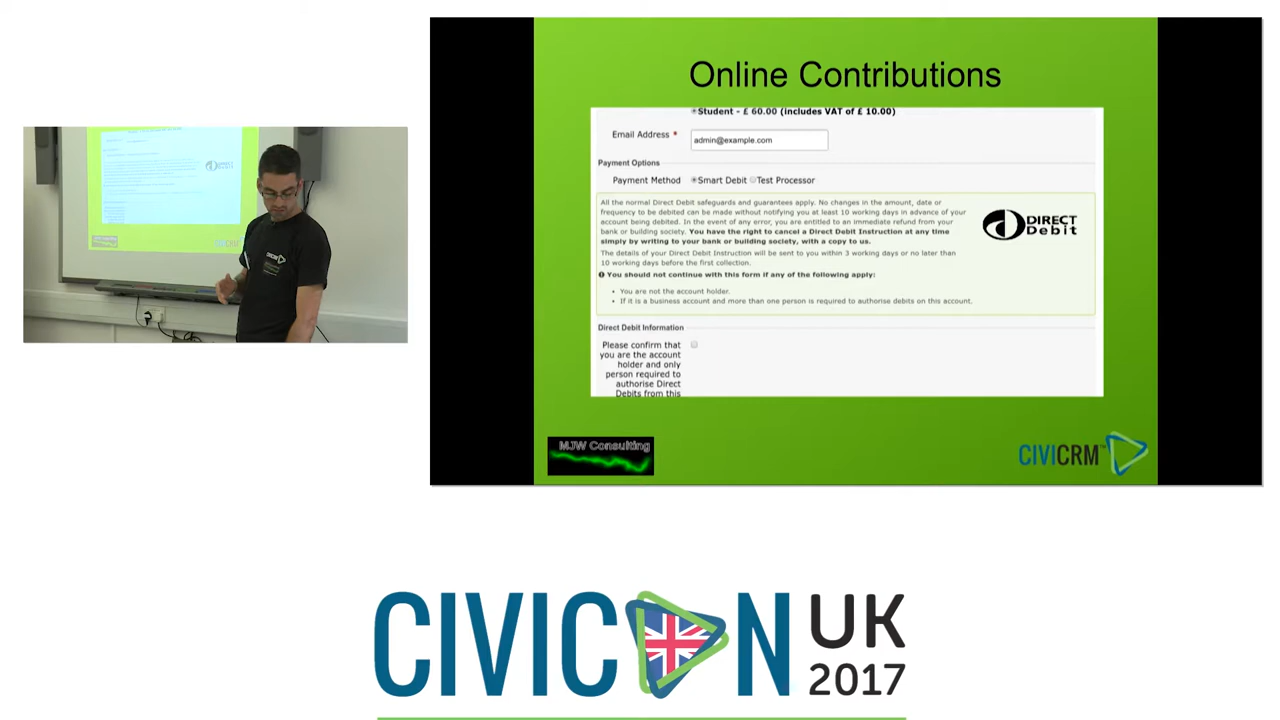 Online Contributions
Student - £ 60.00 (includes VAT of £ 10.00)
Email Address *
admin@example.com
Payment Options
Payment Method Smart Debit Test Processor
All the normal Direct Debit safeguards and guarantees apply. No changes in the amount, date or
frequency to be debited can be made without notifying you at least 10 working days in advance of your
account being debited. In the event of any error, you are entitled to an immediate refund from your
bank or building society. You have the right to cancel a Direct Debit Instruction at any time
simply by writing to your bank or building society, with a copy to us.
The details of your Direct Debit Instruction will be sent to you within 3 working days or no later than
10 working days before the first collection.
You should not continue with this form if any of the following apply:
• You are not the account holder.
• If it is a business account and more than one person is required to authorise debits on this account.
DIRECT
Debit
Direct Debit Information
Please confirm that
you are the account
holder and only
person required to
authorise Direct
Debits from this
MJW Consulting
CIVICRM™
CIVICON UK
2017